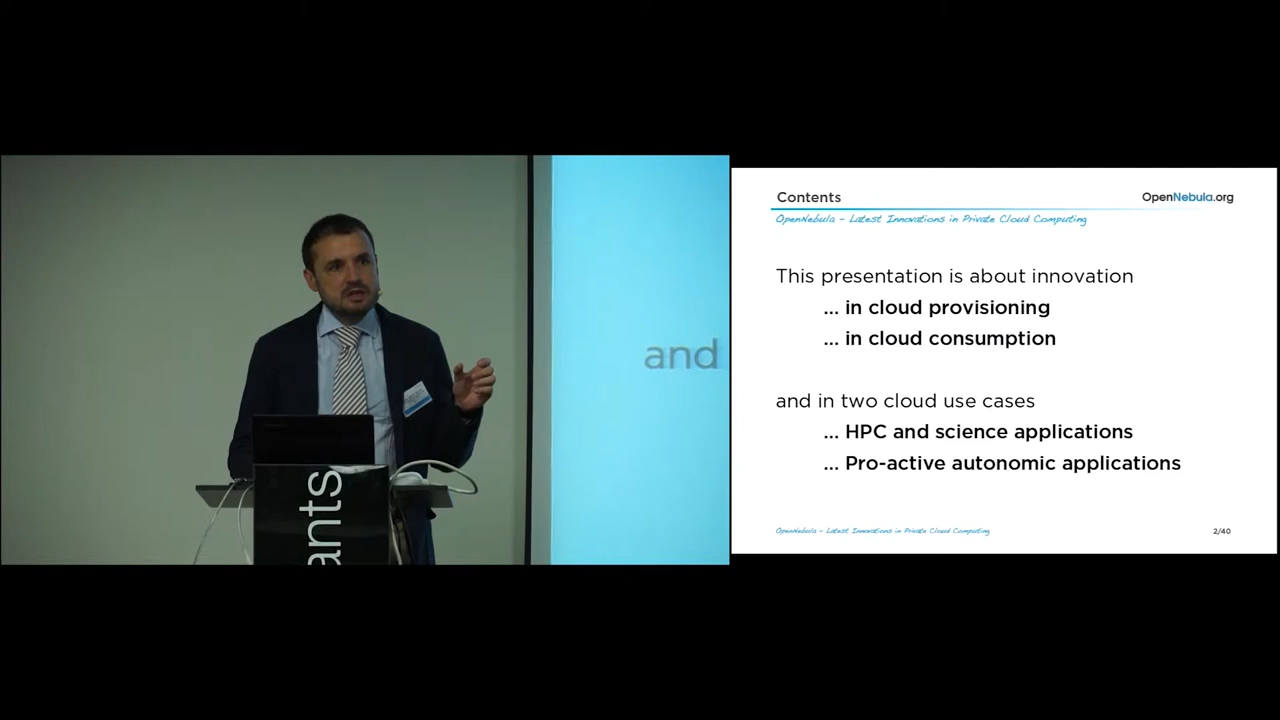 ants
and
Contents
OpenNebula.org
OpenNebula - Latest Innovations in Private Cloud Computing
This presentation is about innovation
... in cloud provisioning
... in cloud consumption
and in two cloud use cases
... HPC and science applications
... Pro-active autonomic applications
OpenNebula - Latest Innovations in Private Cloud Computing
2/40